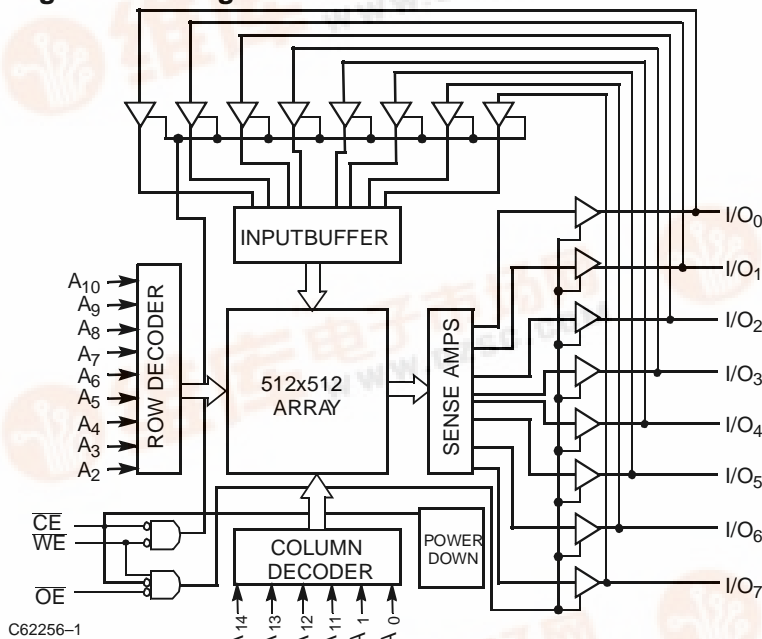 INPUTBUFFER
I/O0
I/O1
I/O2
I/O3
I/O4
I/O5
I/O6
I/O7
A10
A9
A8
A7
A6
A5
A4
A3
A2
ROW DECODER
512x512
ARRAY
SENSE AMPS
CE
WE
OE
COLUMN
DECODER
POWER
DOWN
A14
A13
A12
A11
A1
A0
C62256–1